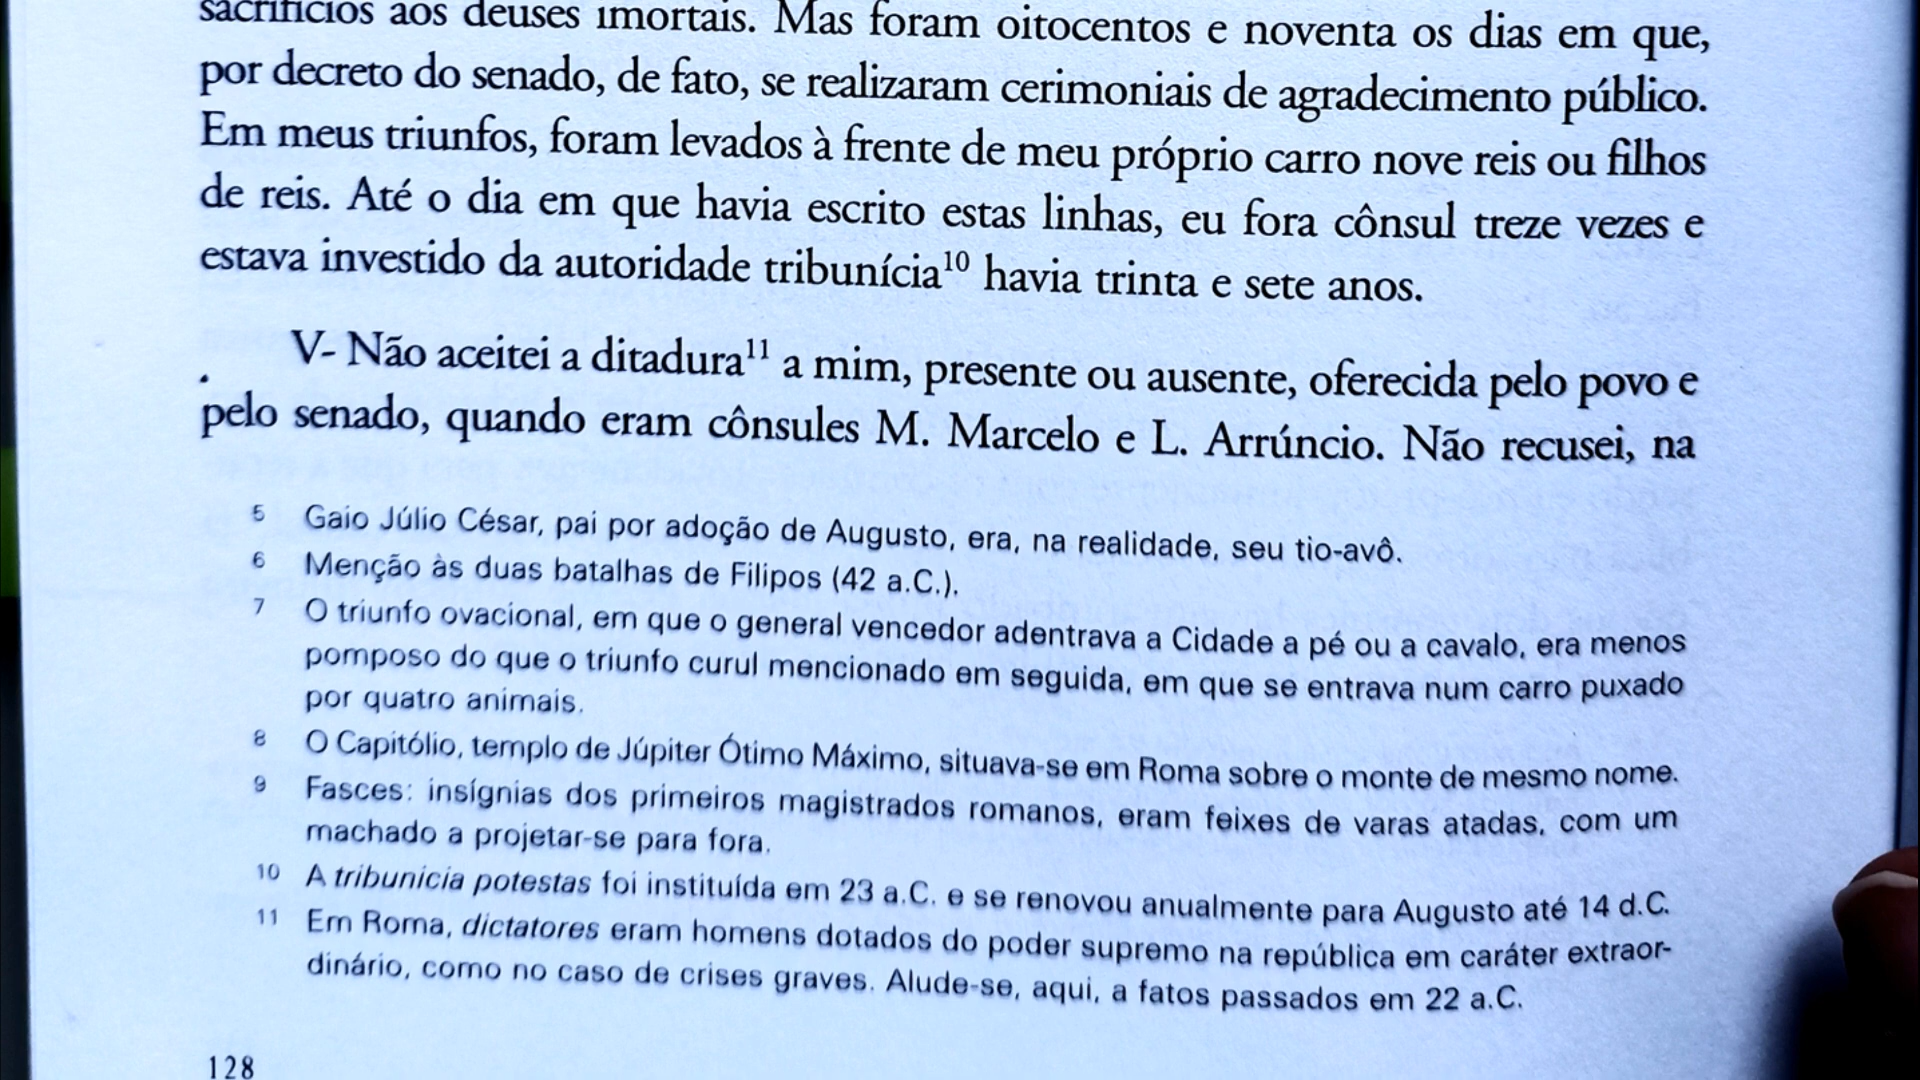 sacrifícios aos deuses imortais. Mas foram oitocentos e noventa os dias em que,
por decreto do senado, de fato, se realizaram cerimoniais de agradecimento público.
Em meus triunfos, foram levados à frente de meu próprio carro nove reis ou filhos
de reis. Até o dia em que havia escrito estas linhas, eu fora cônsul treze vezes e
estava investido da autoridade tribunícia10 havia trinta e sete anos.
V- Não aceitei a ditadura11 a mim, presente ou ausente, oferecida pelo povo e
pelo senado, quando eram cônsules M. Marcelo e L. Arrúncio. Não recusei, na
5 Gaio Júlio César, pai por adoção de Augusto, era, na realidade, seu tio-avô.
6 Menção às duas batalhas de Filipos (42 a.C.).
7 O triunfo ovacional, em que o general vencedor adentrava a Cidade a pé ou a cavalo, era menos
pomposo do que o triunfo curul mencionado em seguida, em que se entrava num carro puxado
por quatro animais.
8 O Capitólio, templo de Júpiter Ótimo Máximo, situava-se em Roma sobre o monte de mesmo nome.
9 Fasces: insígnias dos primeiros magistrados romanos, eram feixes de varas atadas, com um
machado a projetar-se para fora.
10 A tribunicia potestas foi instituída em 23 a.C. e se renovou anualmente para Augusto até 14 d.C.
11 Em Roma, dictatores eram homens dotados do poder supremo na república em caráter extraor-
dinário, como no caso de crises graves. Alude-se, aqui, a fatos passados em 22 a.C.
128